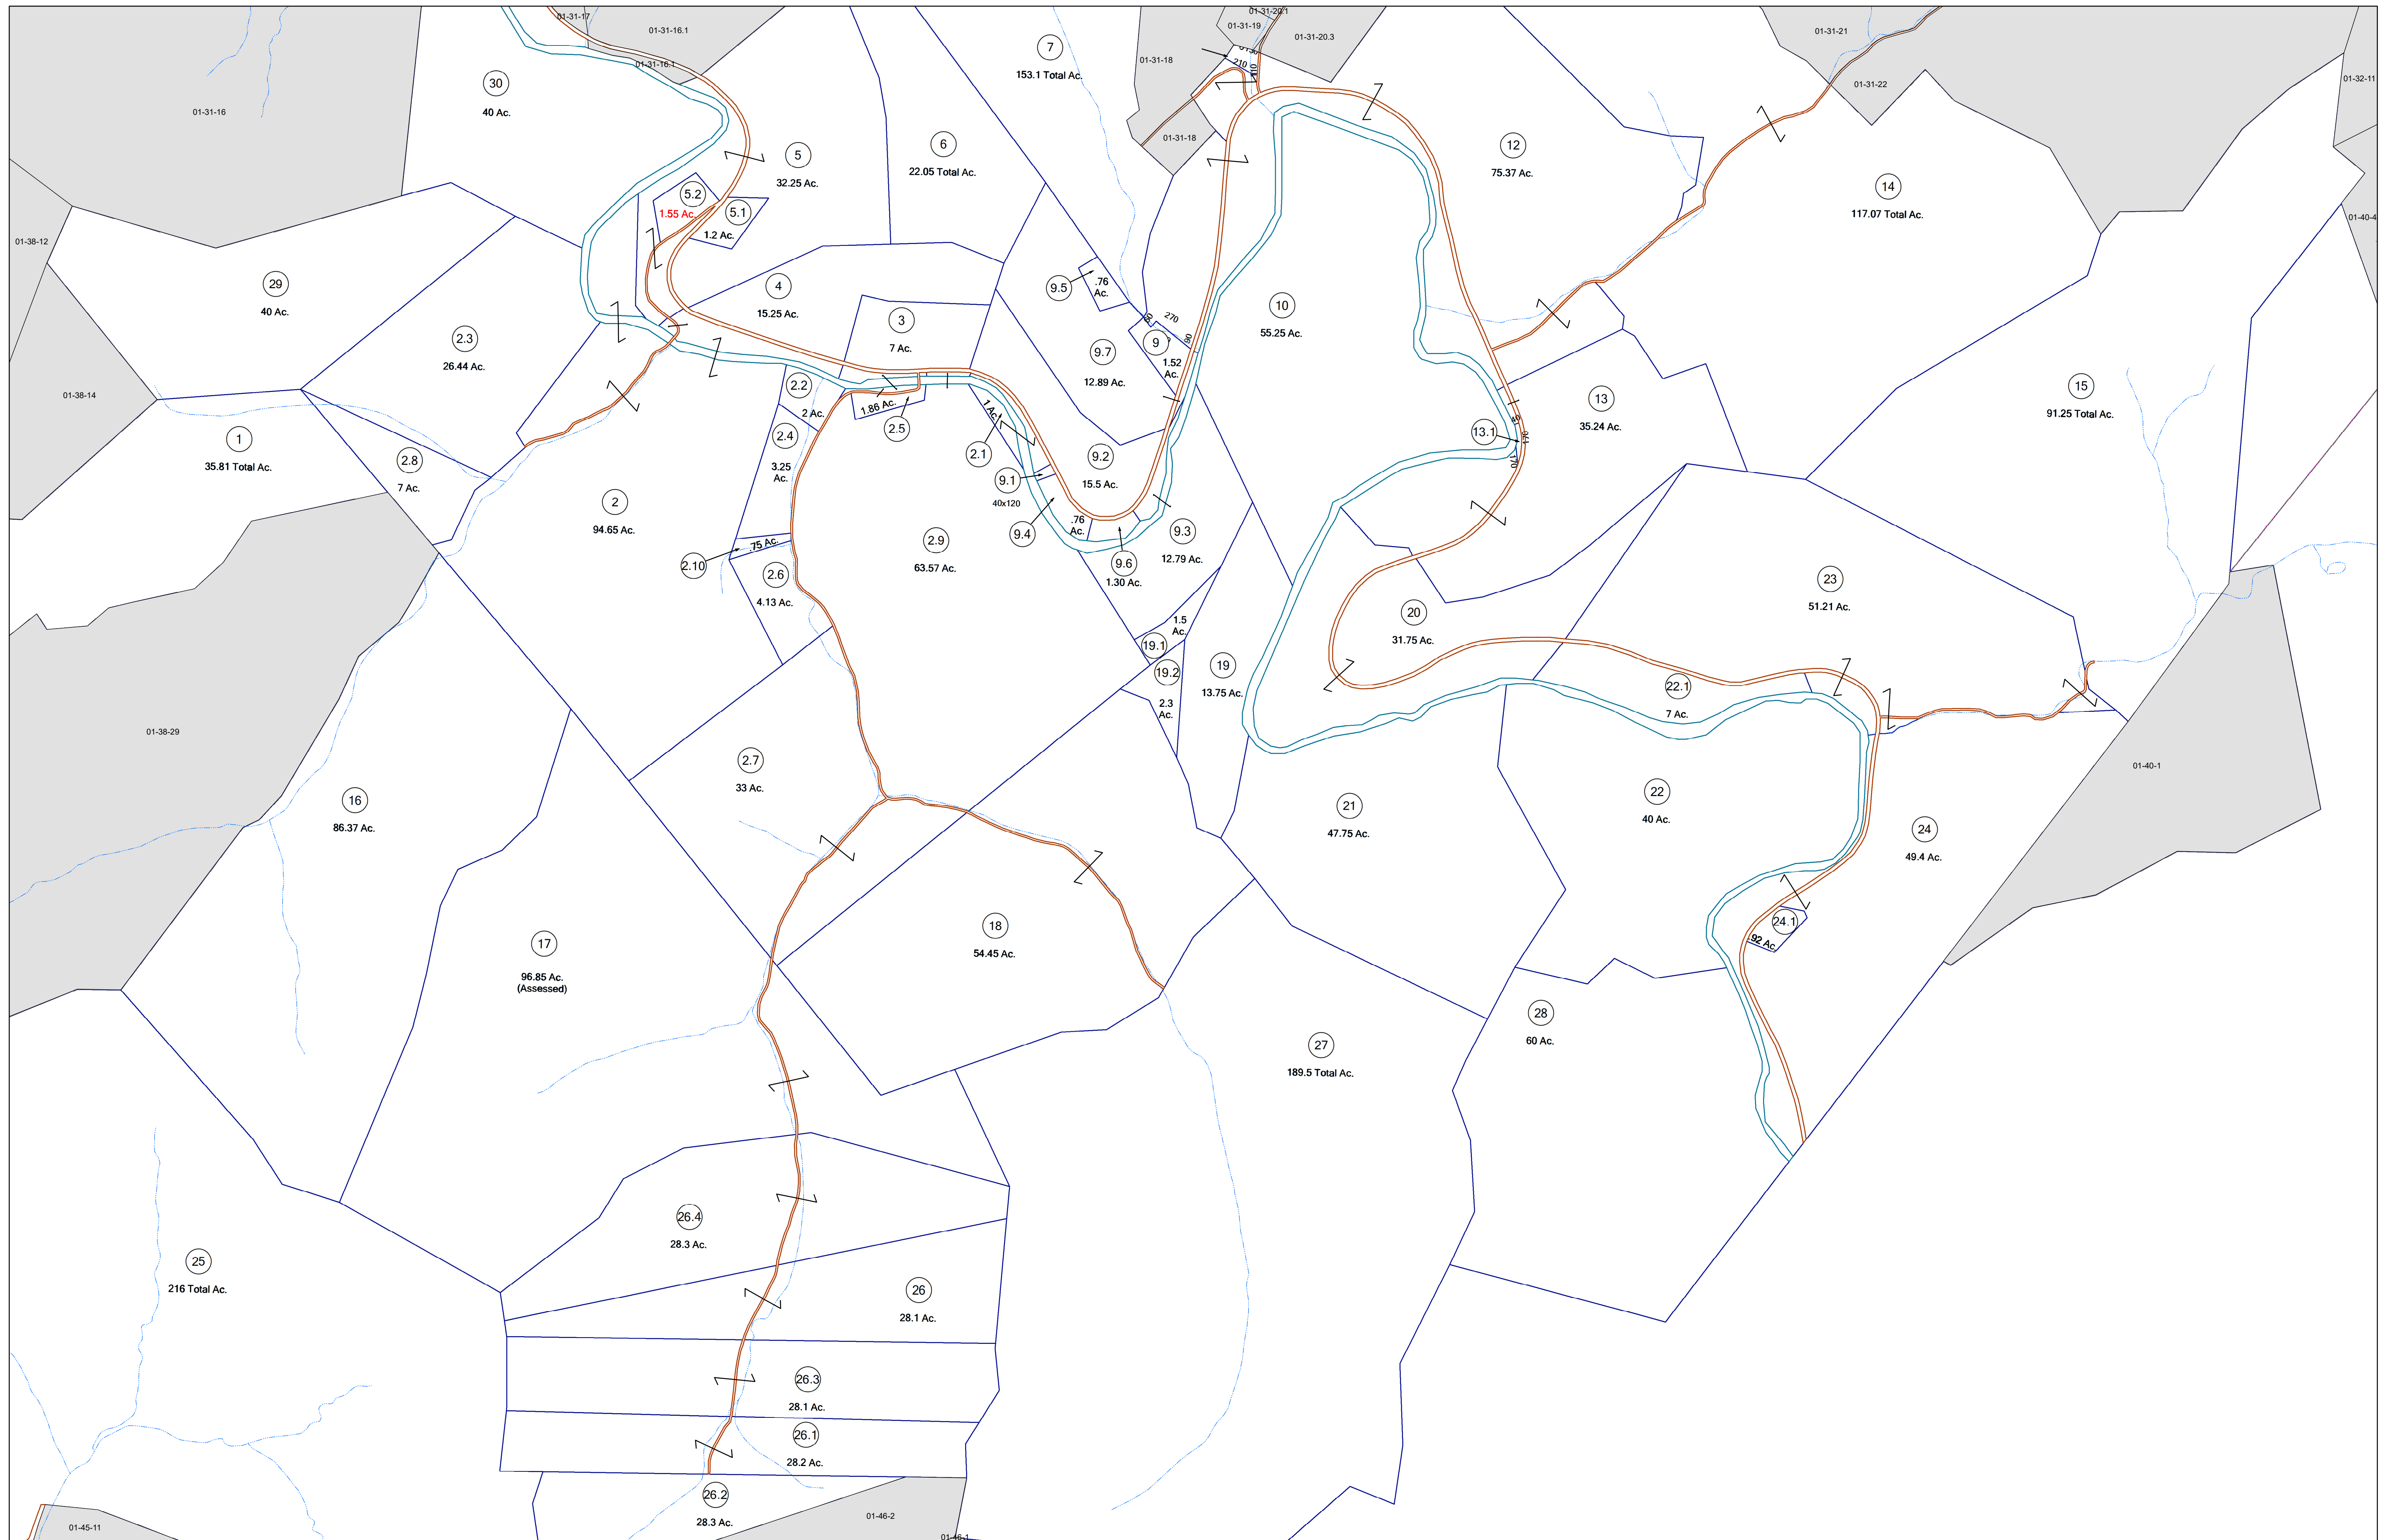 01-31-17
01-31-16.1
01-31-16.1
01-31-16
30
40 Ac.
5
32.25 Ac.
5.2
1.55 Ac.
5.1
1.2 Ac.
6
22.05 Total Ac.
7
153.1 Total Ac.
01-31-20.1
01-31-19
01-31-20.3
01-31-18
210
01-31-18
12
75.37 Ac.
01-31-21
01-31-22
14
117.07 Total Ac.
01-32-11
01-40-4
01-38-12
29
40 Ac.
2.3
26.44 Ac.
4
15.25 Ac.
3
7 Ac.
9.5
.76
Ac.
9.7
12.89 Ac.
270
80
9
1.52
Ac.
10
55.25 Ac.
13
35.24 Ac.
13.1
170
15
91.25 Total Ac.
01-38-14
1
35.81 Total Ac.
2.8
7 Ac.
2
94.65 Ac.
2.2
2 Ac.
2.4
3.25
Ac.
1.86 Ac.
2.5
1 Ac.
2.1
9.1
40x120
9.2
15.5 Ac.
9.4
.76
Ac.
9.6
1.30 Ac.
9.3
12.79 Ac.
2.10
.75 Ac.
2.6
4.13 Ac.
2.9
63.57 Ac.
1.5
Ac.
19.1
19.2
2.3
Ac.
19
13.75 Ac.
20
31.75 Ac.
23
51.21 Ac.
22.1
7 Ac.
01-38-29
16
86.37 Ac.
2.7
33 Ac.
21
47.75 Ac.
22
40 Ac.
24
49.4 Ac.
01-40-1
24.1
.92 Ac.
17
96.85 Ac.
(Assessed)
18
54.45 Ac.
27
189.5 Total Ac.
28
60 Ac.
25
216 Total Ac.
26.4
28.3 Ac.
26
28.1 Ac.
26.3
28.1 Ac.
26.1
28.2 Ac.
26.2
28.3 Ac.
01-45-11
01-46-2
01-46-1